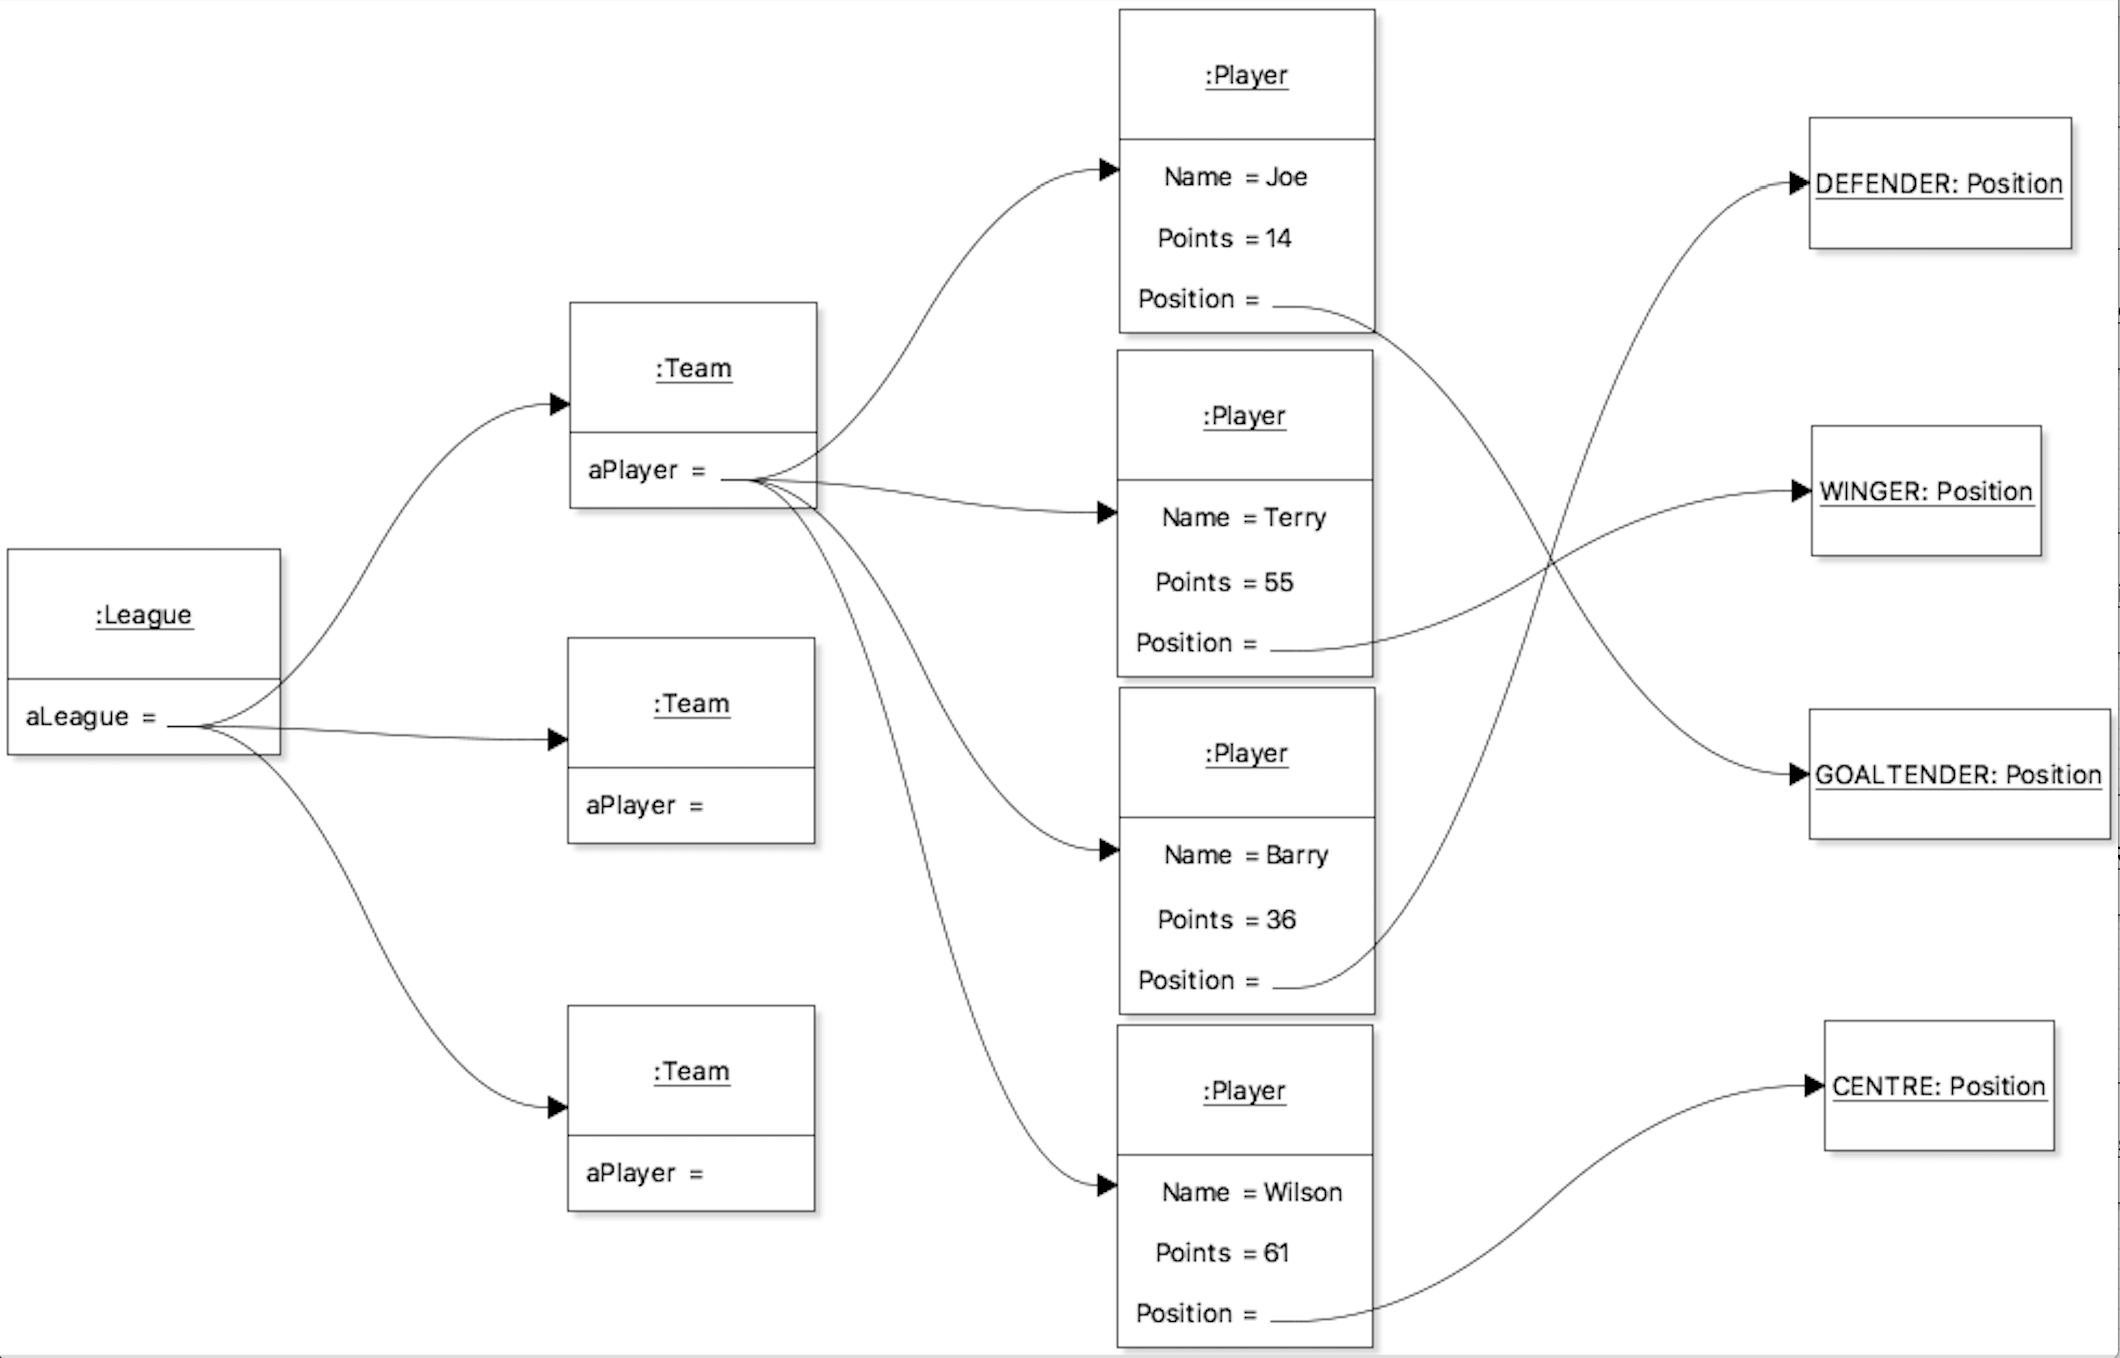 :League
aLeague =
:Team
aPlayer =
:Team
aPlayer =
:Team
aPlayer =
:Player
Name = Joe
Points = 14
Position =
:Player
Name = Terry
Points = 55
Position =
:Player
Name = Barry
Points = 36
Position =
:Player
Name = Wilson
Points = 61
Position =
DEFENDER: Position
WINGER: Position
GOALTENDER: Position
CENTRE: Position